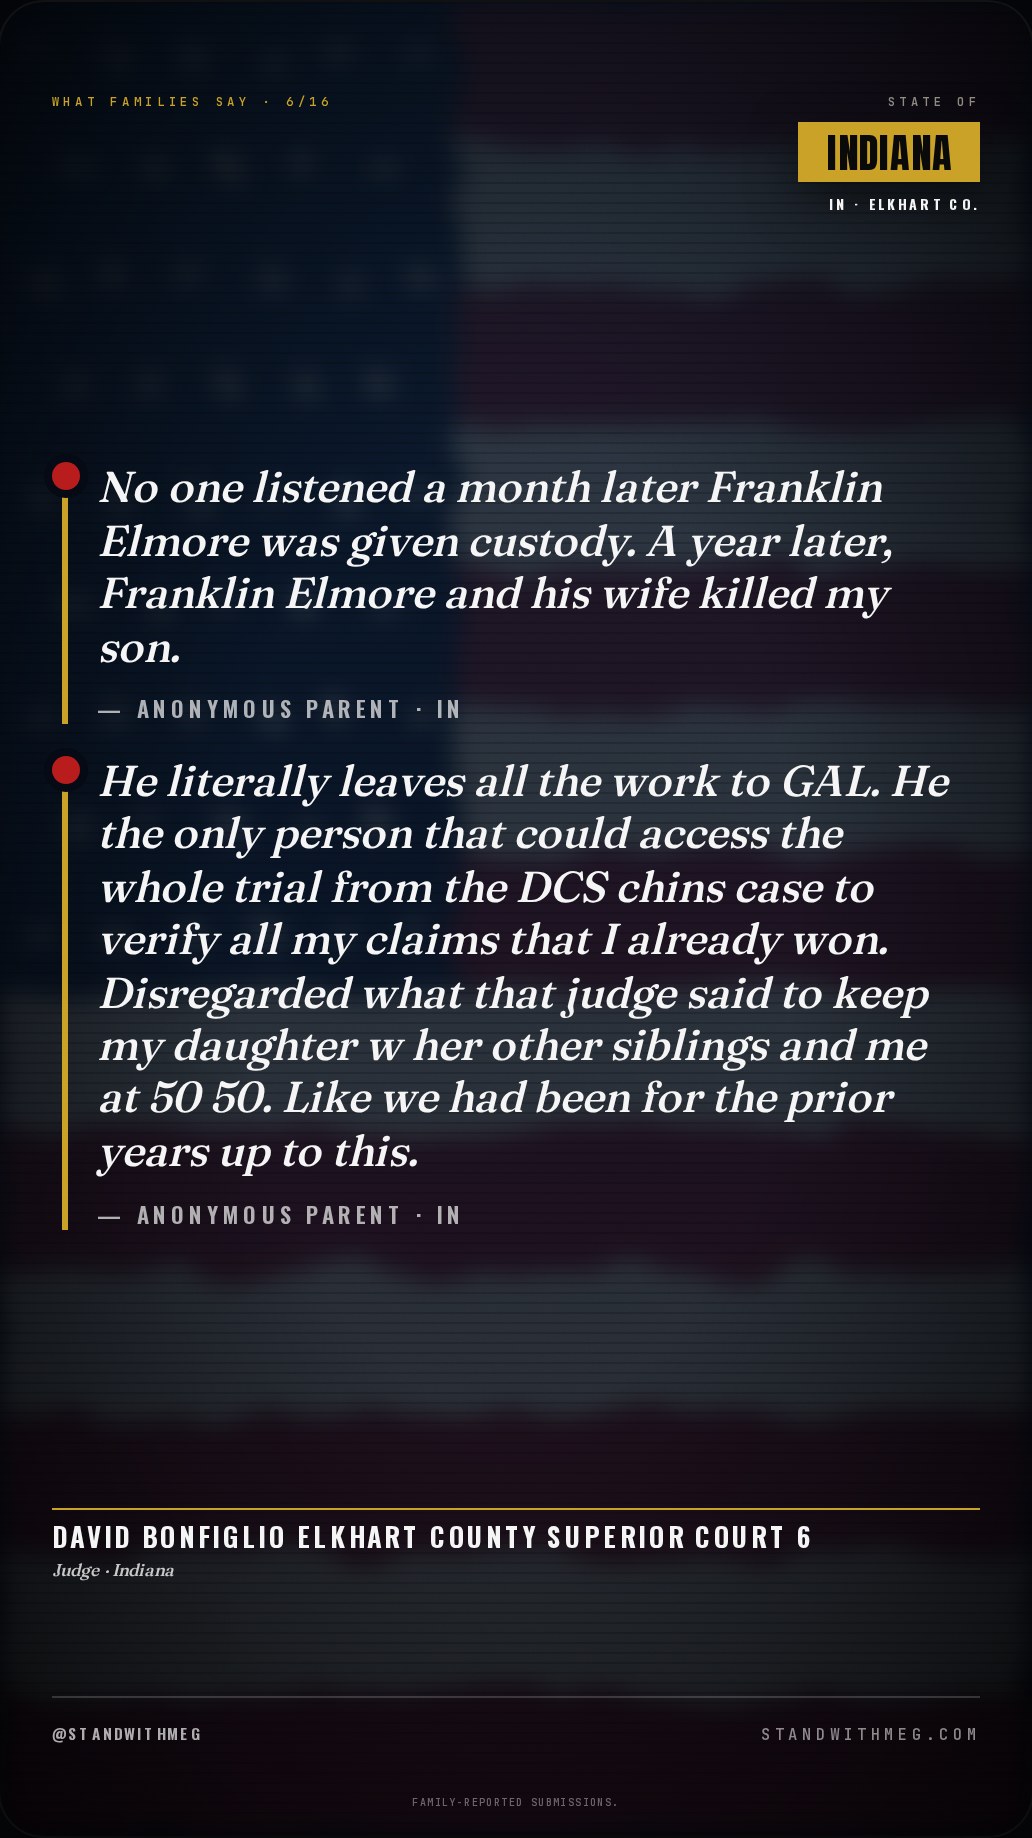 WHAT FAMILIES SAY · 6/16
STATE OF
INDIANA
IN · ELKHART CO.
No one listened a month later Franklin
Elmore was given custody. A year later,
Franklin Elmore and his wife killed my
son.
— ANONYMOUS PARENT · IN
He literally leaves all the work to GAL. He
the only person that could access the
whole trial from the DCS chins case to
verify all my claims that I already won.
Disregarded what that judge said to keep
my daughter w her other siblings and me
at 50 50. Like we had been for the prior
years up to this.
— ANONYMOUS PARENT · IN
DAVID BONFIGLIO ELKHART COUNTY SUPERIOR COURT 6
Judge · Indiana
@STANDWITHMEG
STANDWITHMEG.COM
FAMILY-REPORTED SUBMISSIONS.